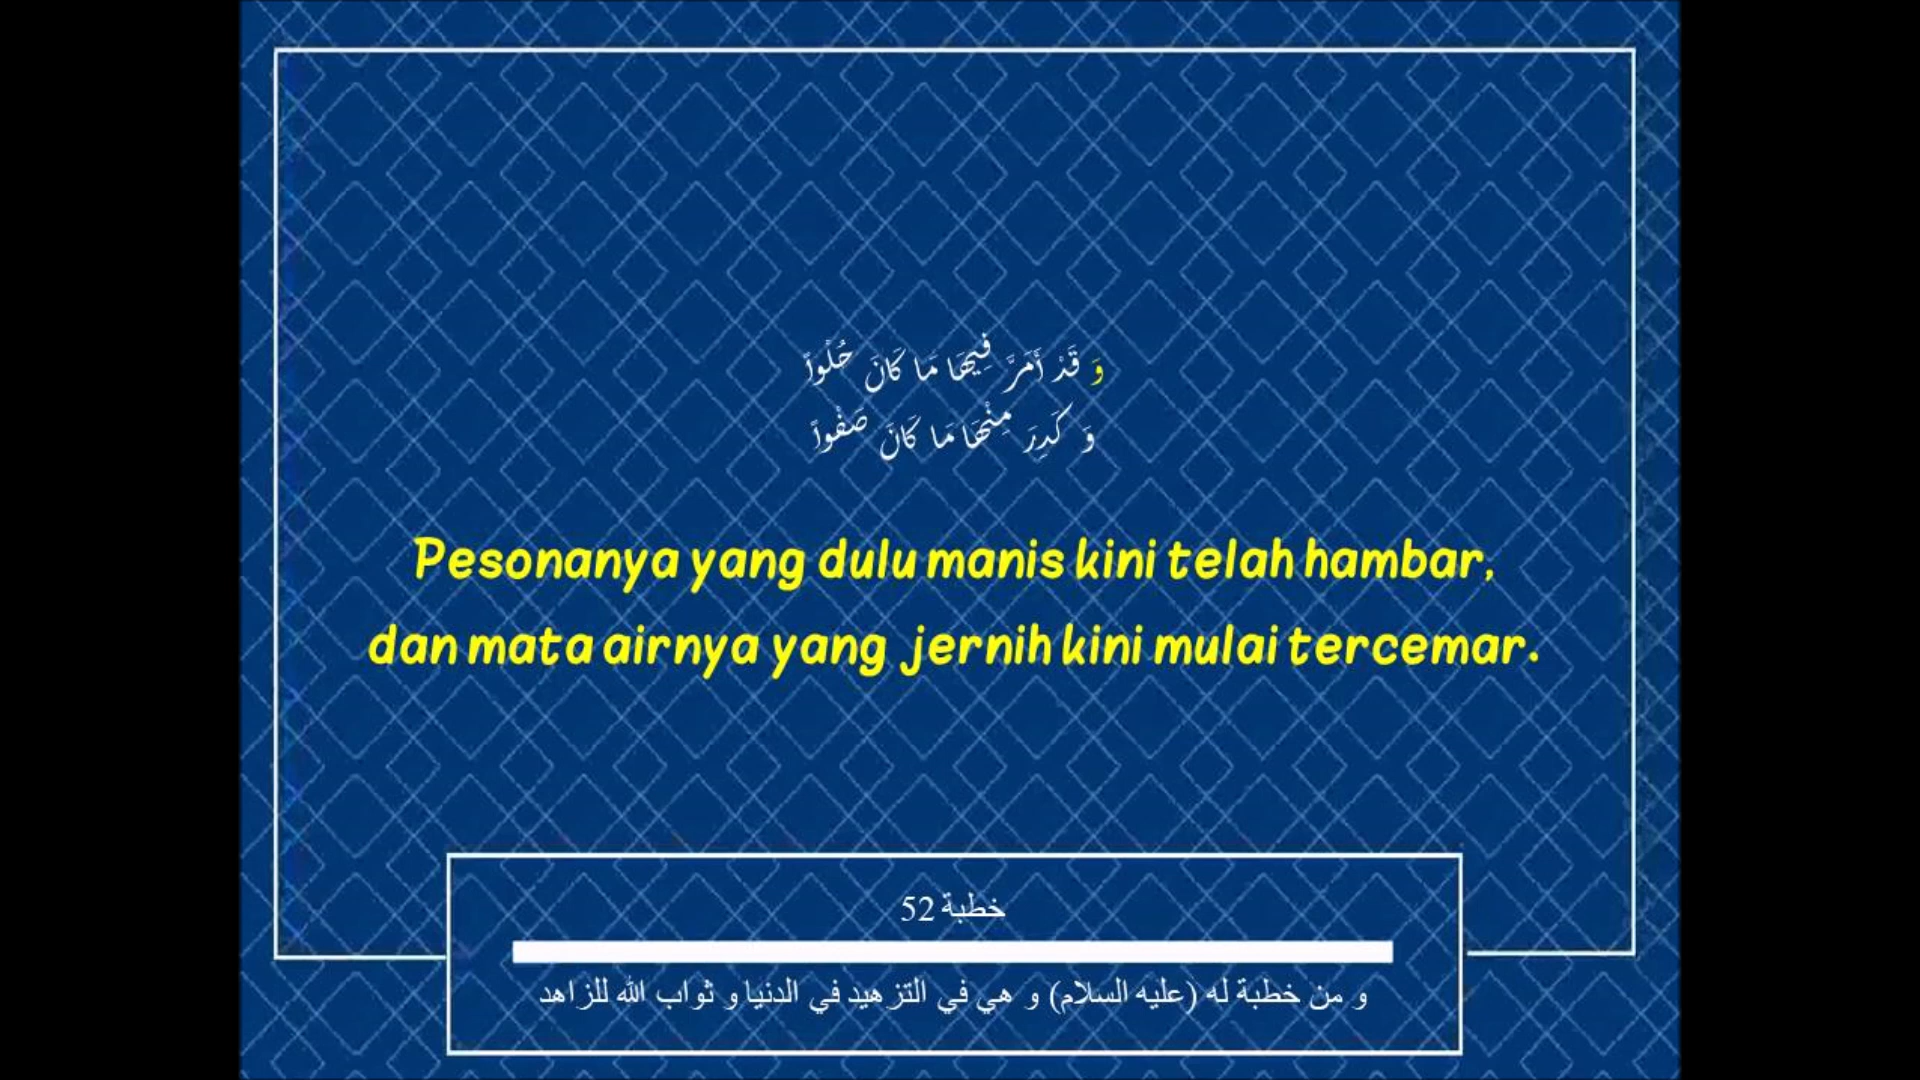 وَ قَدْ أَمَرَّ فِيهَا مَا كَانَ حُلْواً
وَ كَدِرَ مِنْهَا مَا كَانَ صَفْواً
Pesonanya yang dulu manis kini telah hambar,
dan mata airnya yang jernih kini mulai tercemar.
خطبة 52
و من خطبة له (عليه السلام) و هي في التزهيد في الدنيا و ثواب الله للزاهد